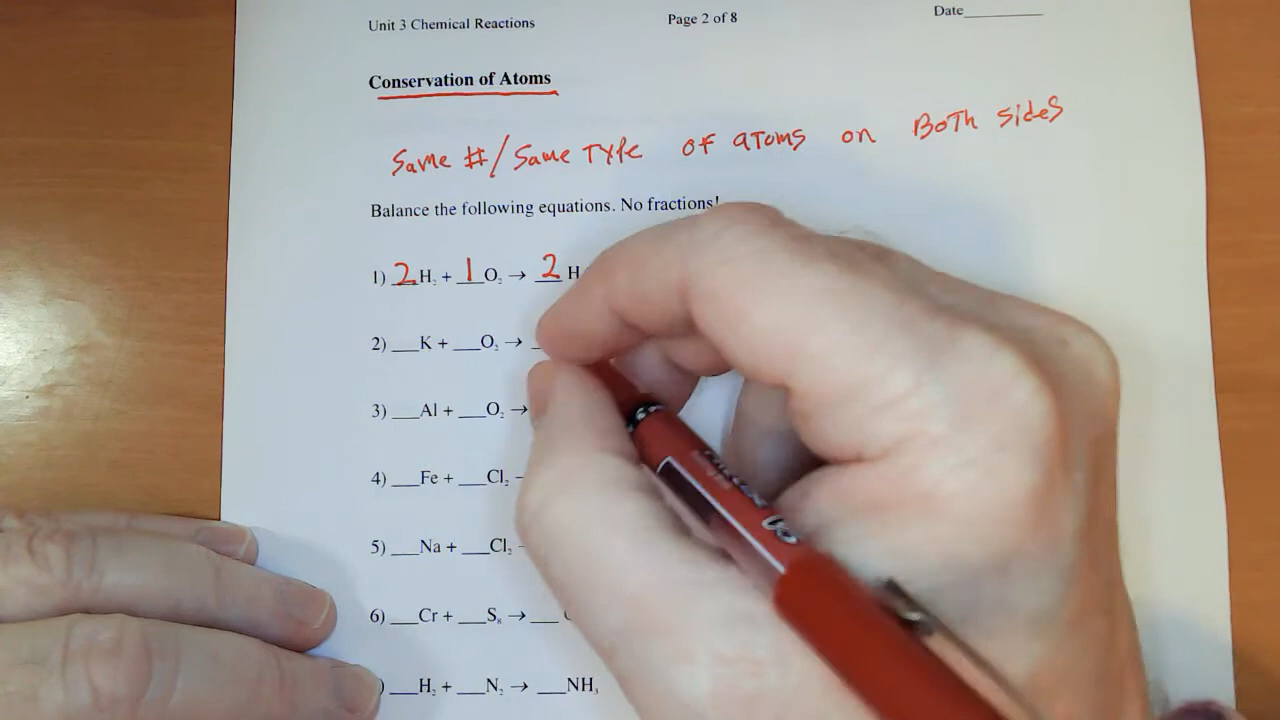 Unit 3 Chemical Reactions Page 2 of 8 Date__________
Conservation of Atoms
Same #/Same TYPe OF aToms on BoTh sideS
Balance the following equations. No fractions!
1) 2 H₂ + 1 O₂ → 2 H
2) ___K + ___O₂ → _
3) ___Al + ___O₂ →
4) ___Fe + ___Cl₂ -
5) ___Na + ___Cl₂ -
6) ___Cr + ___S₈ → ___
) ___H₂ + ___N₂ → ___NH₃